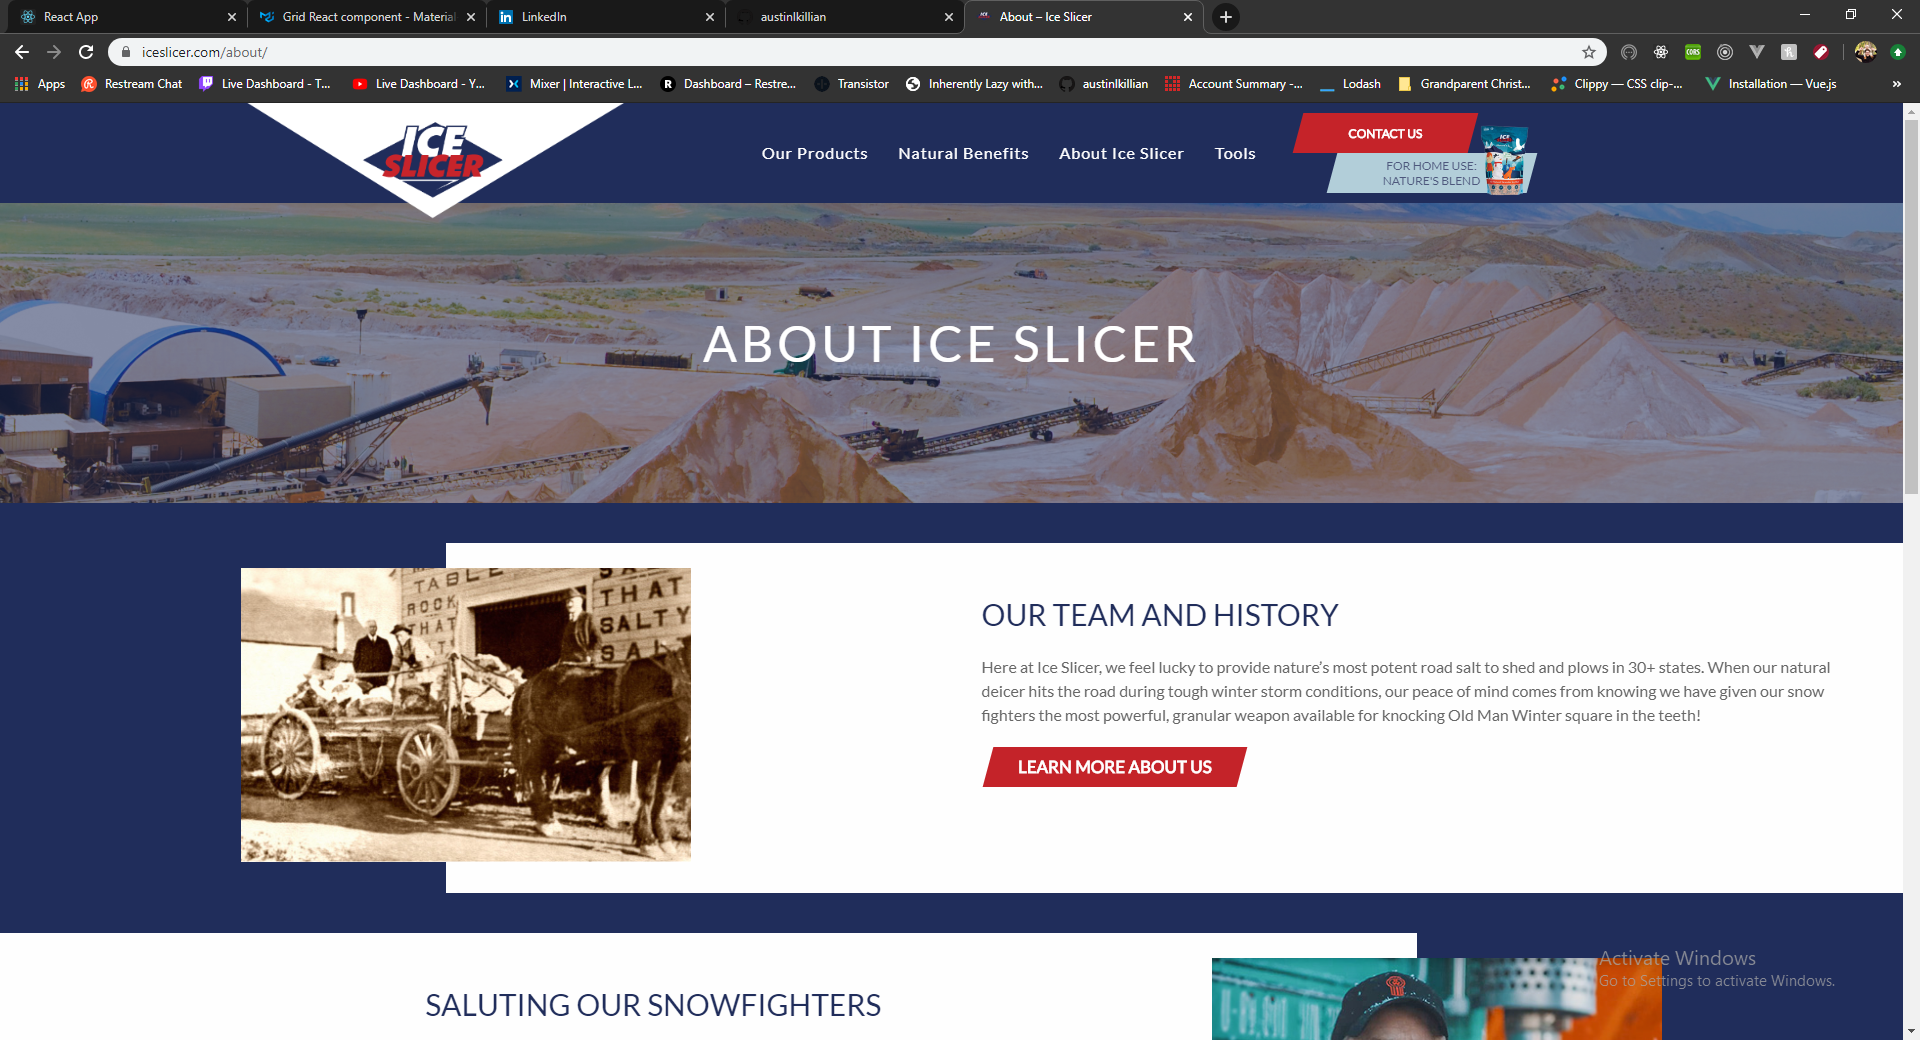 React App
Grid React component - Material
LinkedIn
austinlkillian
About – Ice Slicer
iceslicer.com/about/
CORS
Apps
Restream Chat
Live Dashboard - T...
Live Dashboard - Y...
Mixer | Interactive L...
Dashboard – Restre...
Transistor
Inherently Lazy with...
austinlkillian
Account Summary -...
Lodash
Grandparent Christ...
Clippy — CSS clip-...
Installation — Vue.js
»
ICE
SLICER
Our Products
Natural Benefits
About Ice Slicer
Tools
CONTACT US
FOR HOME USE:
NATURE'S BLEND
ICE
ABOUT ICE SLICER
TABLE
ROCK
THAT
THAT
SALTY
OUR TEAM AND HISTORY
Here at Ice Slicer, we feel lucky to provide nature’s most potent road salt to shed and plows in 30+ states. When our natural
deicer hits the road during tough winter storm conditions, our peace of mind comes from knowing we have given our snow
fighters the most powerful, granular weapon available for knocking Old Man Winter square in the teeth!
LEARN MORE ABOUT US
SALUTING OUR SNOWFIGHTERS
Activate Windows
Go to Settings to activate Windows.